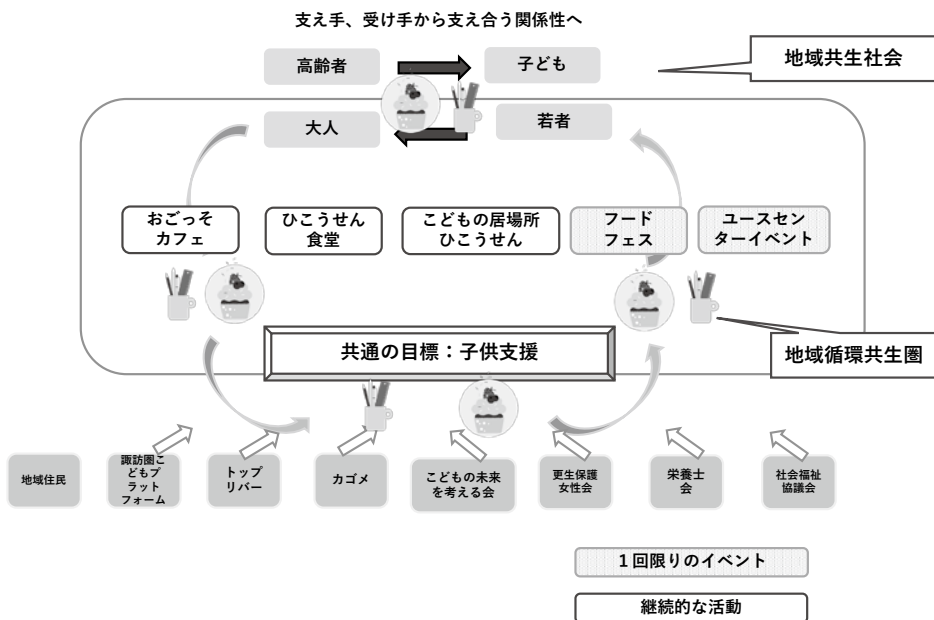 支え手、受け手から支え合う関係性へ
高齢者
子ども
地域共生社会
大人
若者
おごっそ
カフェ
ひこうせん
食堂
こどもの居場所
ひこうせん
フード
フェス
ユースセン
ターイベント
共通の目標：子供支援
地域循環共生圏
地域住民
諏訪圏こ
どもプ
ラット
フォーム
トップ
リバー
カゴメ
こどもの未来
を考える会
更生保護
女性会
栄養士
会
社会福祉
協議会
１回限りのイベント
継続的な活動